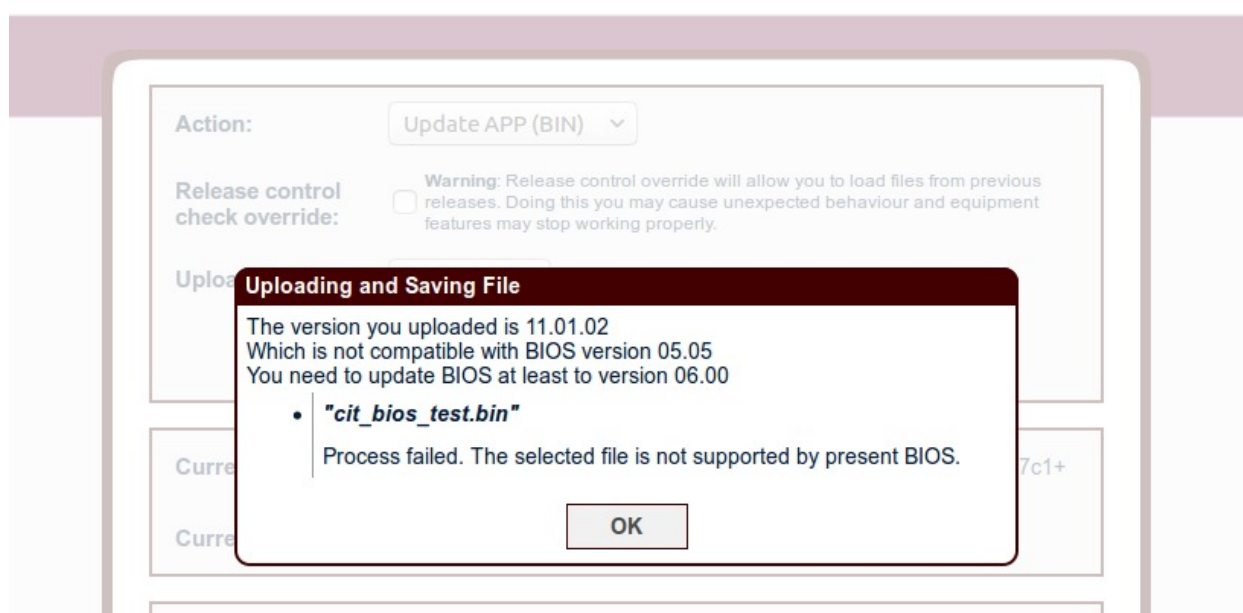 Action:
Update APP (BIN)
Release control
check override:
Warning: Release control override will allow you to load files from previous
releases. Doing this you may cause unexpected behaviour and equipment
features may stop working properly.
Uploading and Saving File
The version you uploaded is 11.01.02
Which is not compatible with BIOS version 05.05
You need to update BIOS at least to version 06.00
• "cit_bios_test.bin"
Process failed. The selected file is not supported by present BIOS.
7c1+
OK